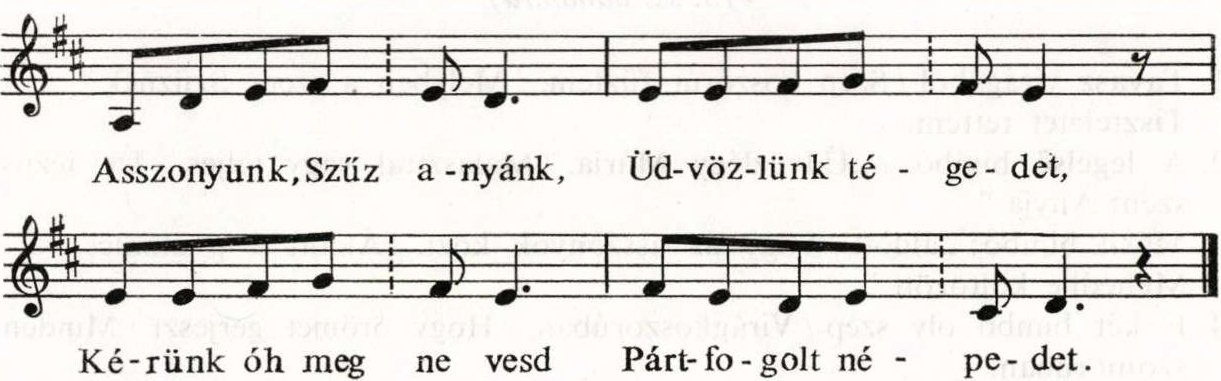 Asszonyunk, Szűz a-nyánk, Üd-vöz-lünk té - ge-det,
Ké-rünk óh meg ne vesd Párt-fo-golt né - pe-det.